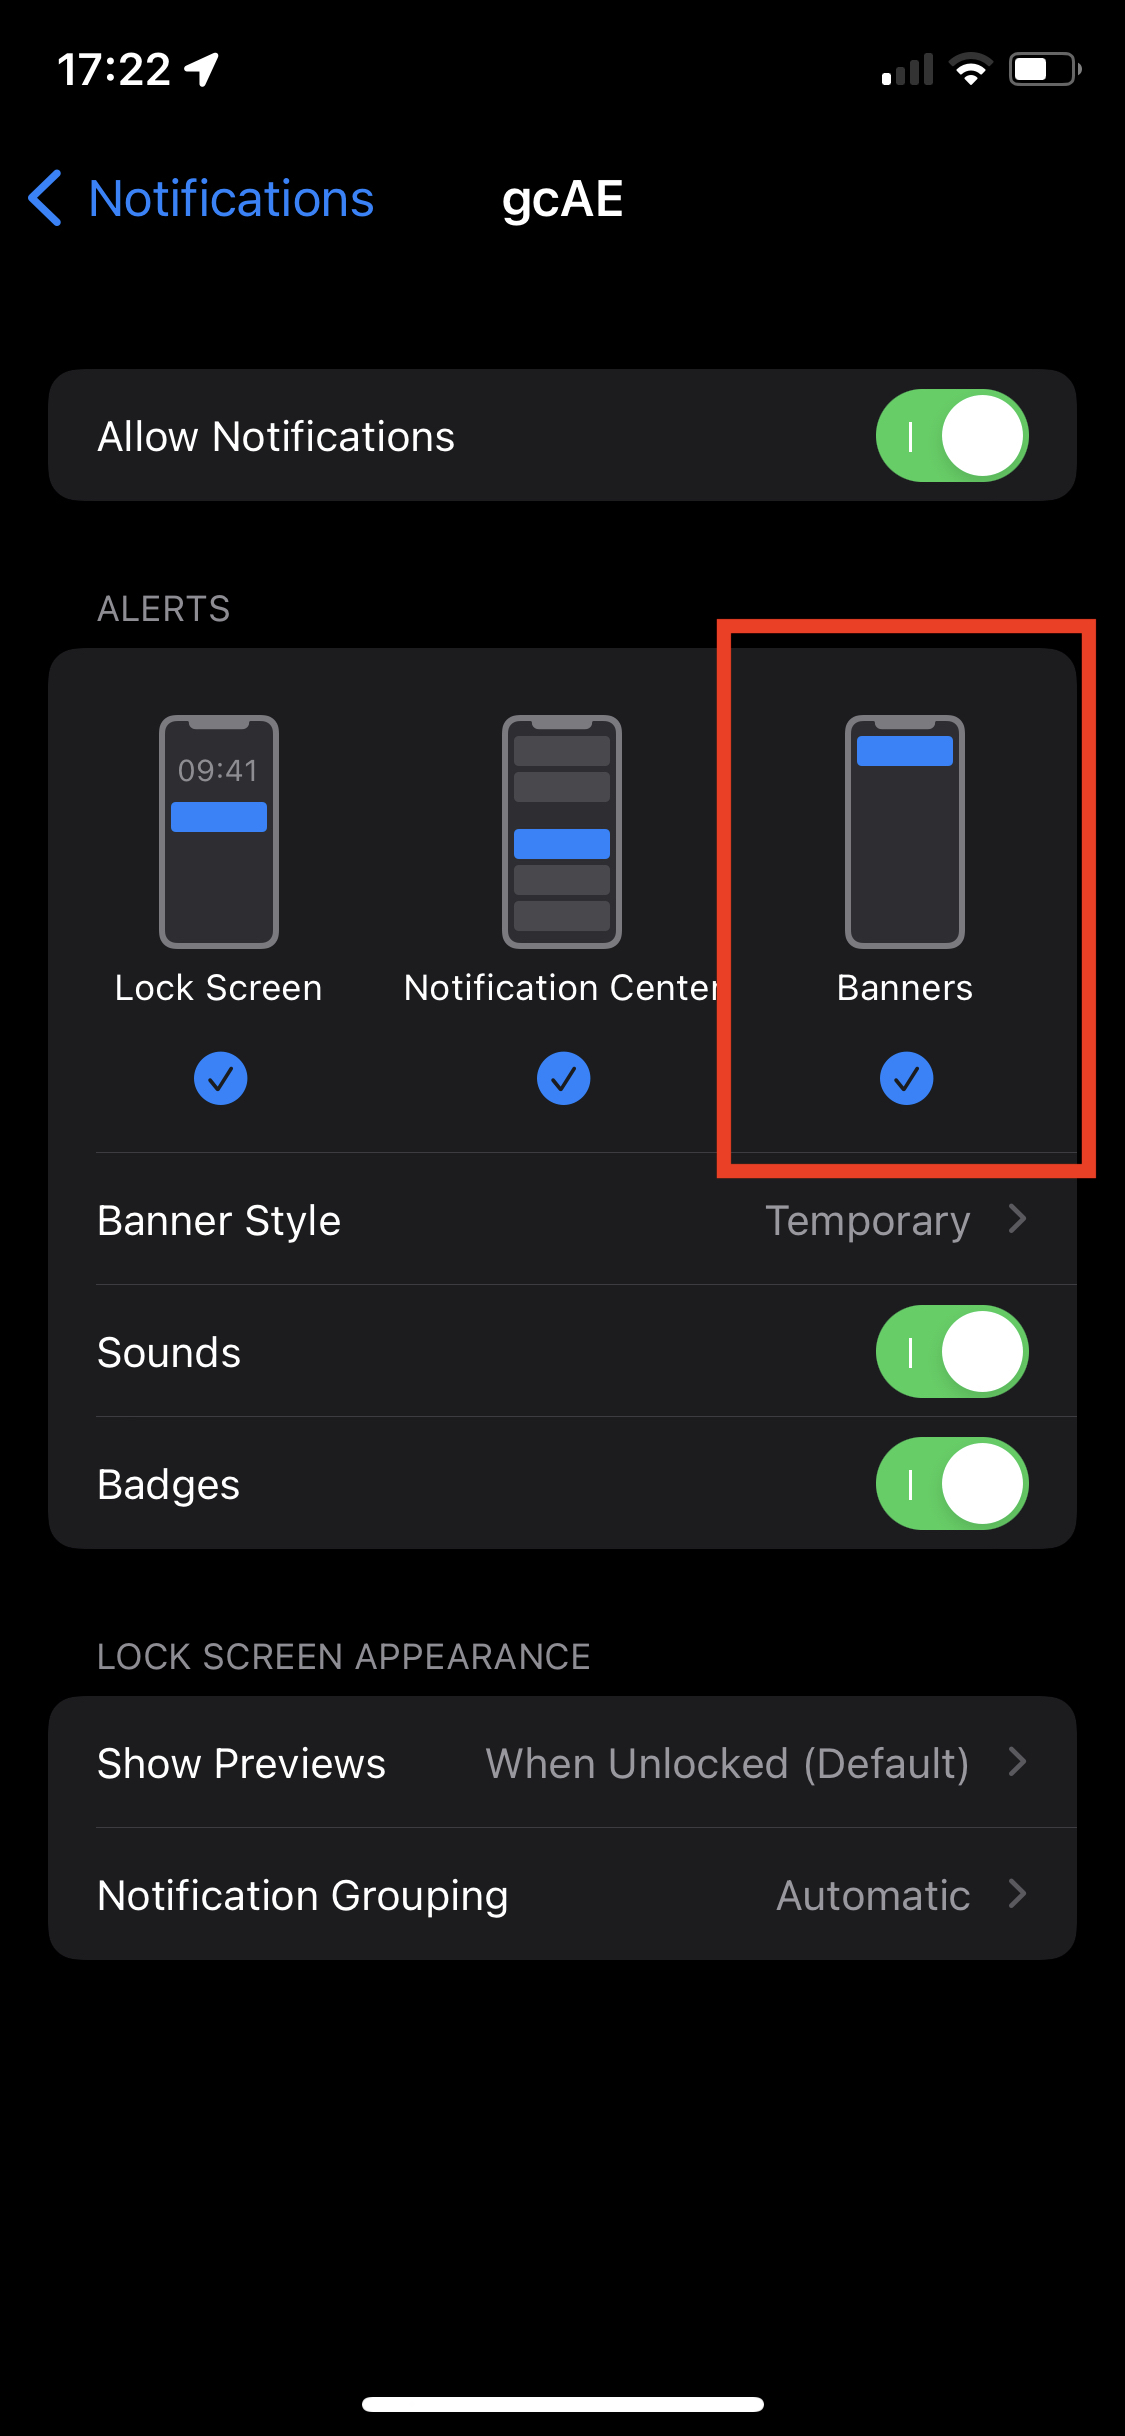 17:22
Notifications
gcAE
Allow Notifications
ALERTS
09:41
Lock Screen
Notification Center
Banners
Banner Style
Temporary
Sounds
Badges
LOCK SCREEN APPEARANCE
Show Previews
When Unlocked (Default)
Notification Grouping
Automatic